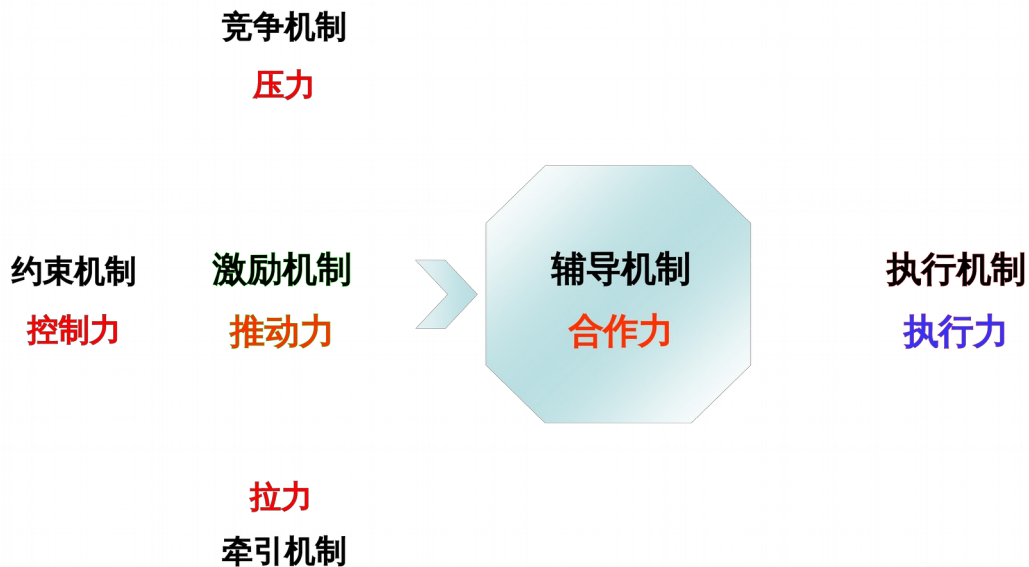 竞争机制
压力
约束机制
控制力
激励机制
推动力
辅导机制
合作力
执行机制
执行力
拉力
牵引机制